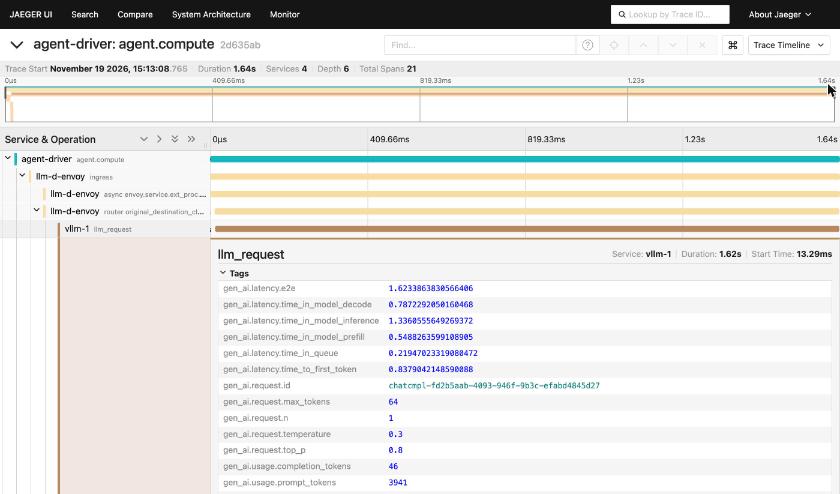 JAEGER UI Search Compare System Architecture Monitor Lookup by Trace ID... About Jaeger
agent-driver: agent.compute 2d635ab Find... Trace Timeline
Trace Start November 19 2026, 15:13:08.765 Duration 1.64s Services 4 Depth 6 Total Spans 21
0μs 409.66ms 819.33ms 1.23s 1.64s
Service & Operation 0μs 409.66ms 819.33ms 1.23s 1.64s
agent-driver agent.compute
llm-d-envoy ingress
llm-d-envoy async envoy.service.ext_proc....
llm-d-envoy router original_destination_cl...
vllm-1 llm_request
llm_request Service: vllm-1 Duration: 1.62s Start Time: 13.29ms
Tags
gen_ai.latency.e2e 1.6233863830566406
gen_ai.latency.time_in_model_decode 0.7872292050160468
gen_ai.latency.time_in_model_inference 1.3360555649269372
gen_ai.latency.time_in_model_prefill 0.5488263599108905
gen_ai.latency.time_in_queue 0.21947023319080472
gen_ai.latency.time_to_first_token 0.8379042148590088
gen_ai.request.id chatcmpl-fd2b5aab-4093-946f-9b3c-efabd4845d27
gen_ai.request.max_tokens 64
gen_ai.request.n 1
gen_ai.request.temperature 0.3
gen_ai.request.top_p 0.8
gen_ai.usage.completion_tokens 46
gen_ai.usage.prompt_tokens 3941